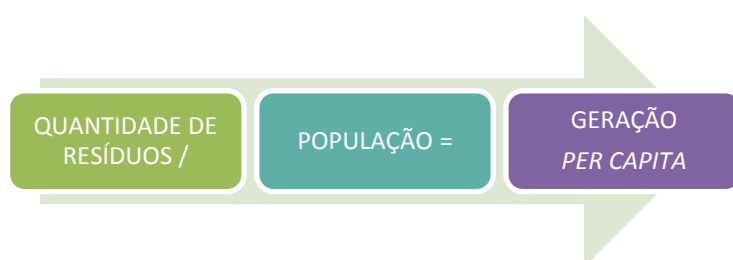 QUANTIDADE DE
RESÍDUOS /
POPULAÇÃO =
GERAÇÃO
PER CAPITA